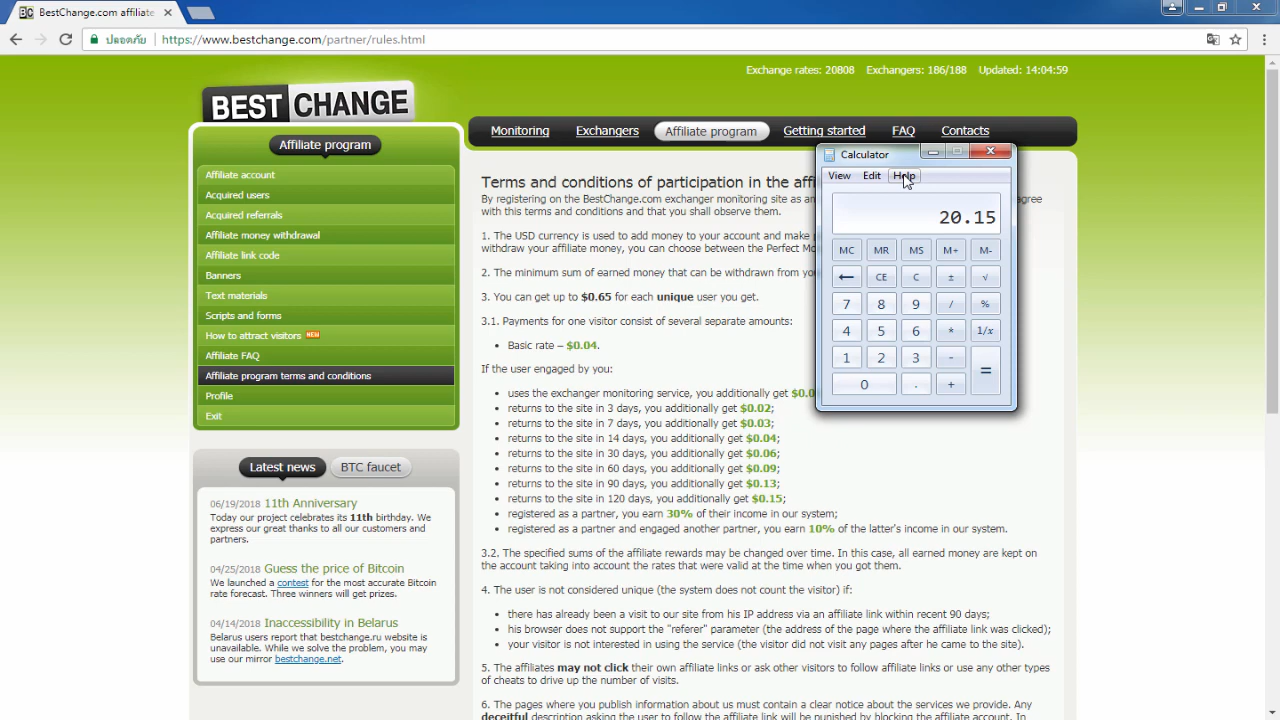 BestChange.com affiliate
ปลอดภัย
https://www.bestchange.com/partner/rules.html
Exchange rates: 20808 Exchangers: 186/188 Updated: 14:04:59
BEST CHANGE
Monitoring Exchangers Affiliate program Getting started FAQ Contacts
Affiliate program
Affiliate account
Acquired users
Acquired referrals
Affiliate money withdrawal
Affiliate link code
Banners
Text materials
Scripts and forms
How to attract visitors NEW
Affiliate FAQ
Affiliate program terms and conditions
Profile
Exit
Latest news BTC faucet
06/19/2018 11th Anniversary
Today our project celebrates its 11th birthday. We
express our great thanks to all our customers and
partners.
04/25/2018 Guess the price of Bitcoin
We launched a contest for the most accurate Bitcoin
rate forecast. Three winners will get prizes.
04/14/2018 Inaccessibility in Belarus
Belarus users report that bestchange.ru website is
unavailable. While we solve the problem, you may
use our mirror bestchange.net.
Terms and conditions of participation in the
By registering on the BestChange.com exchanger monitoring site as an agree
with this terms and conditions and that you shall observe them.
1. The USD currency is used to add money to your account and make
withdraw your affiliate money, you can choose between the Perfect
2. The minimum sum of earned money that can be withdrawn from
3. You can get up to $0.65 for each unique user you get.
3.1. Payments for one visitor consist of several separate amounts:
Basic rate – $0.04.
If the user engaged by you:
uses the exchanger monitoring service, you additionally get
returns to the site in 3 days, you additionally get $0.02;
returns to the site in 7 days, you additionally get $0.03;
returns to the site in 14 days, you additionally get $0.04;
returns to the site in 30 days, you additionally get $0.06;
returns to the site in 60 days, you additionally get $0.09;
returns to the site in 90 days, you additionally get $0.13;
returns to the site in 120 days, you additionally get $0.15;
registered as a partner, you earn 30% of their income in our system;
registered as a partner and engaged another partner, you earn 10% of the latter's income in our system.
3.2. The specified sums of the affiliate rewards may be changed over time. In this case, all earned money are kept on
the account taking into account the rates that were valid at the time when you got them.
4. The user is not considered unique (the system does not count the visitor) if:
there has already been a visit to our site from his IP address via an affiliate link within recent 90 days;
his browser does not support the "referer" parameter (the address of the page where the affiliate link was clicked);
your visitor is not interested in using the service (the visitor did not visit any pages after he came to the site).
5. The affiliates may not click their own affiliate links or ask other visitors to follow affiliate links or use any other types
of cheats to drive up the number of visits.
6. The pages where you publish information about us must contain a clear notice about the services we provide. Any
deceitful description asking the user to follow the affiliate link will be punished by blocking the affiliate account. In
Calculator
View Edit Help
20.15
MC MR MS M+ M-
← CE C ± √
7 8 9 / %
4 5 6 * 1/x
1 2 3 - =
0 . +